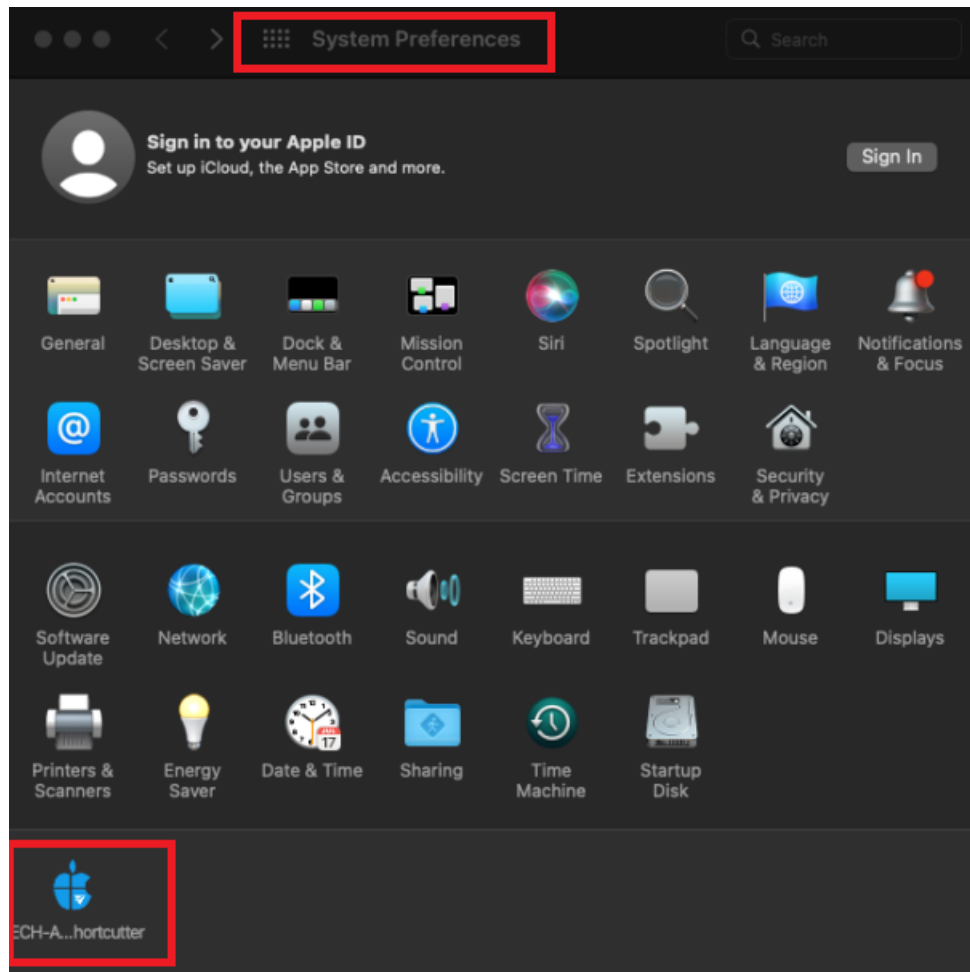 System Preferences
Search
Sign in to your Apple ID
Set up iCloud, the App Store and more.
Sign In
General
Desktop &
Screen Saver
Dock &
Menu Bar
Mission
Control
Siri
Spotlight
Language
& Region
Notifications
& Focus
Internet
Accounts
Passwords
Users &
Groups
Accessibility
Screen Time
Extensions
Security
& Privacy
Software
Update
Network
Bluetooth
Sound
Keyboard
Trackpad
Mouse
Displays
Printers &
Scanners
Energy
Saver
JUL
17
Date & Time
Sharing
Time
Machine
Startup
Disk
ECH-A...hortcutter